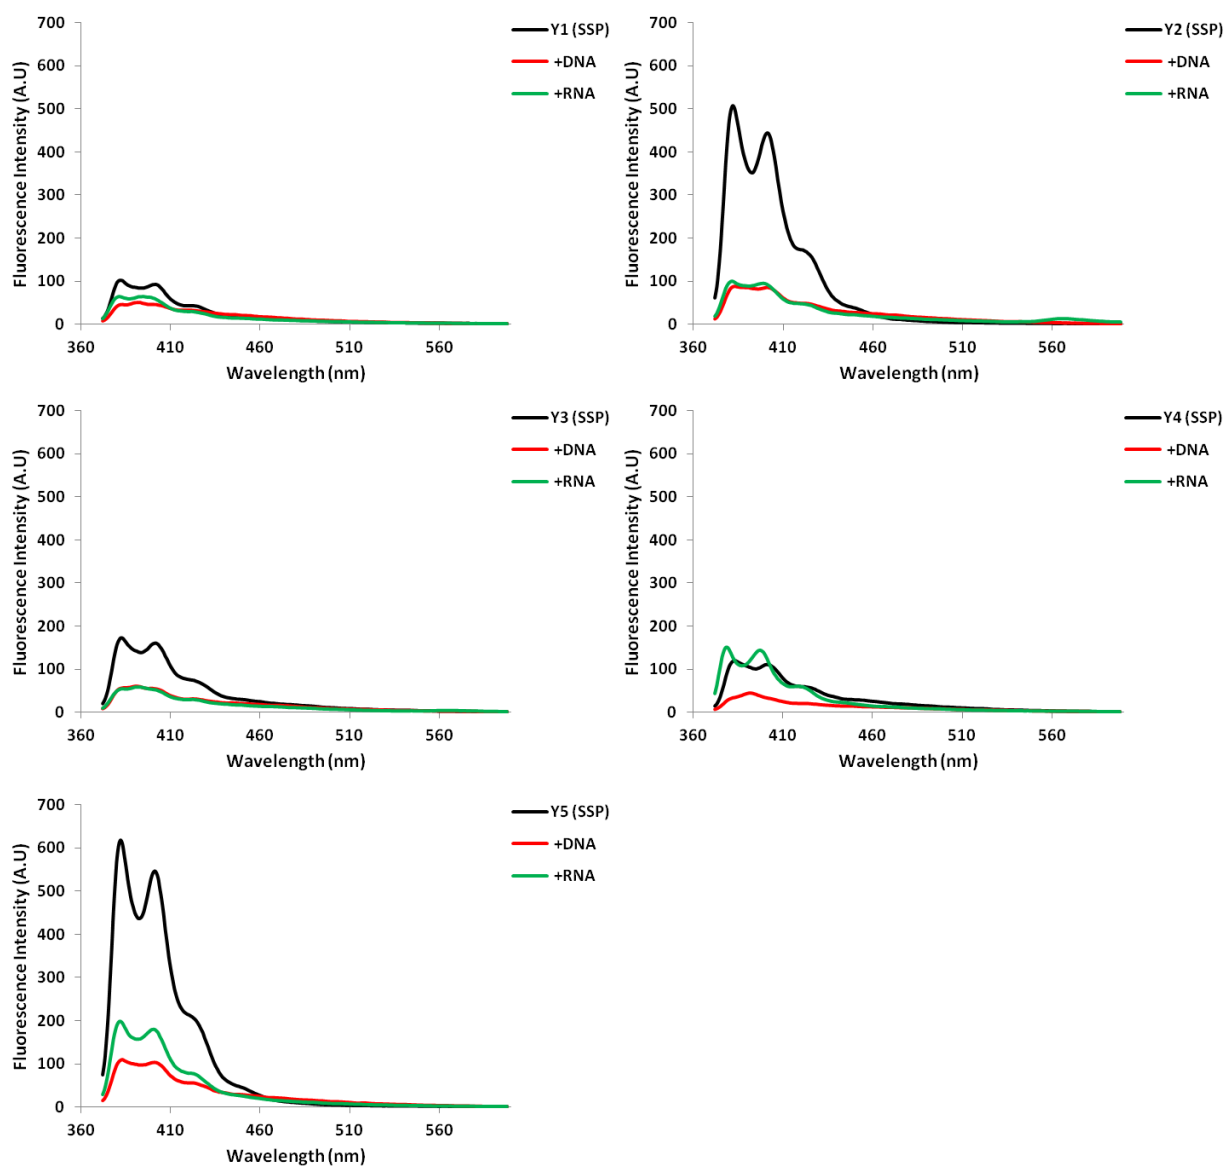 700
600
500
400
300
200
100
0
Fluorescence Intensity (A.U)
360 410 460 510 560
Wavelength (nm)
Y1 (SSP)
+DNA
+RNA
700
600
500
400
300
200
100
0
Fluorescence Intensity (A.U)
360 410 460 510 560
Wavelength (nm)
Y2 (SSP)
+DNA
+RNA
700
600
500
400
300
200
100
0
Fluorescence Intensity (A.U)
360 410 460 510 560
Wavelength (nm)
Y3 (SSP)
+DNA
+RNA
700
600
500
400
300
200
100
0
Fluorescence Intensity (A.U)
360 410 460 510 560
Wavelength (nm)
Y4 (SSP)
+DNA
+RNA
700
600
500
400
300
200
100
0
Fluorescence Intensity (A.U)
360 410 460 510 560
Wavelength (nm)
Y5 (SSP)
+DNA
+RNA